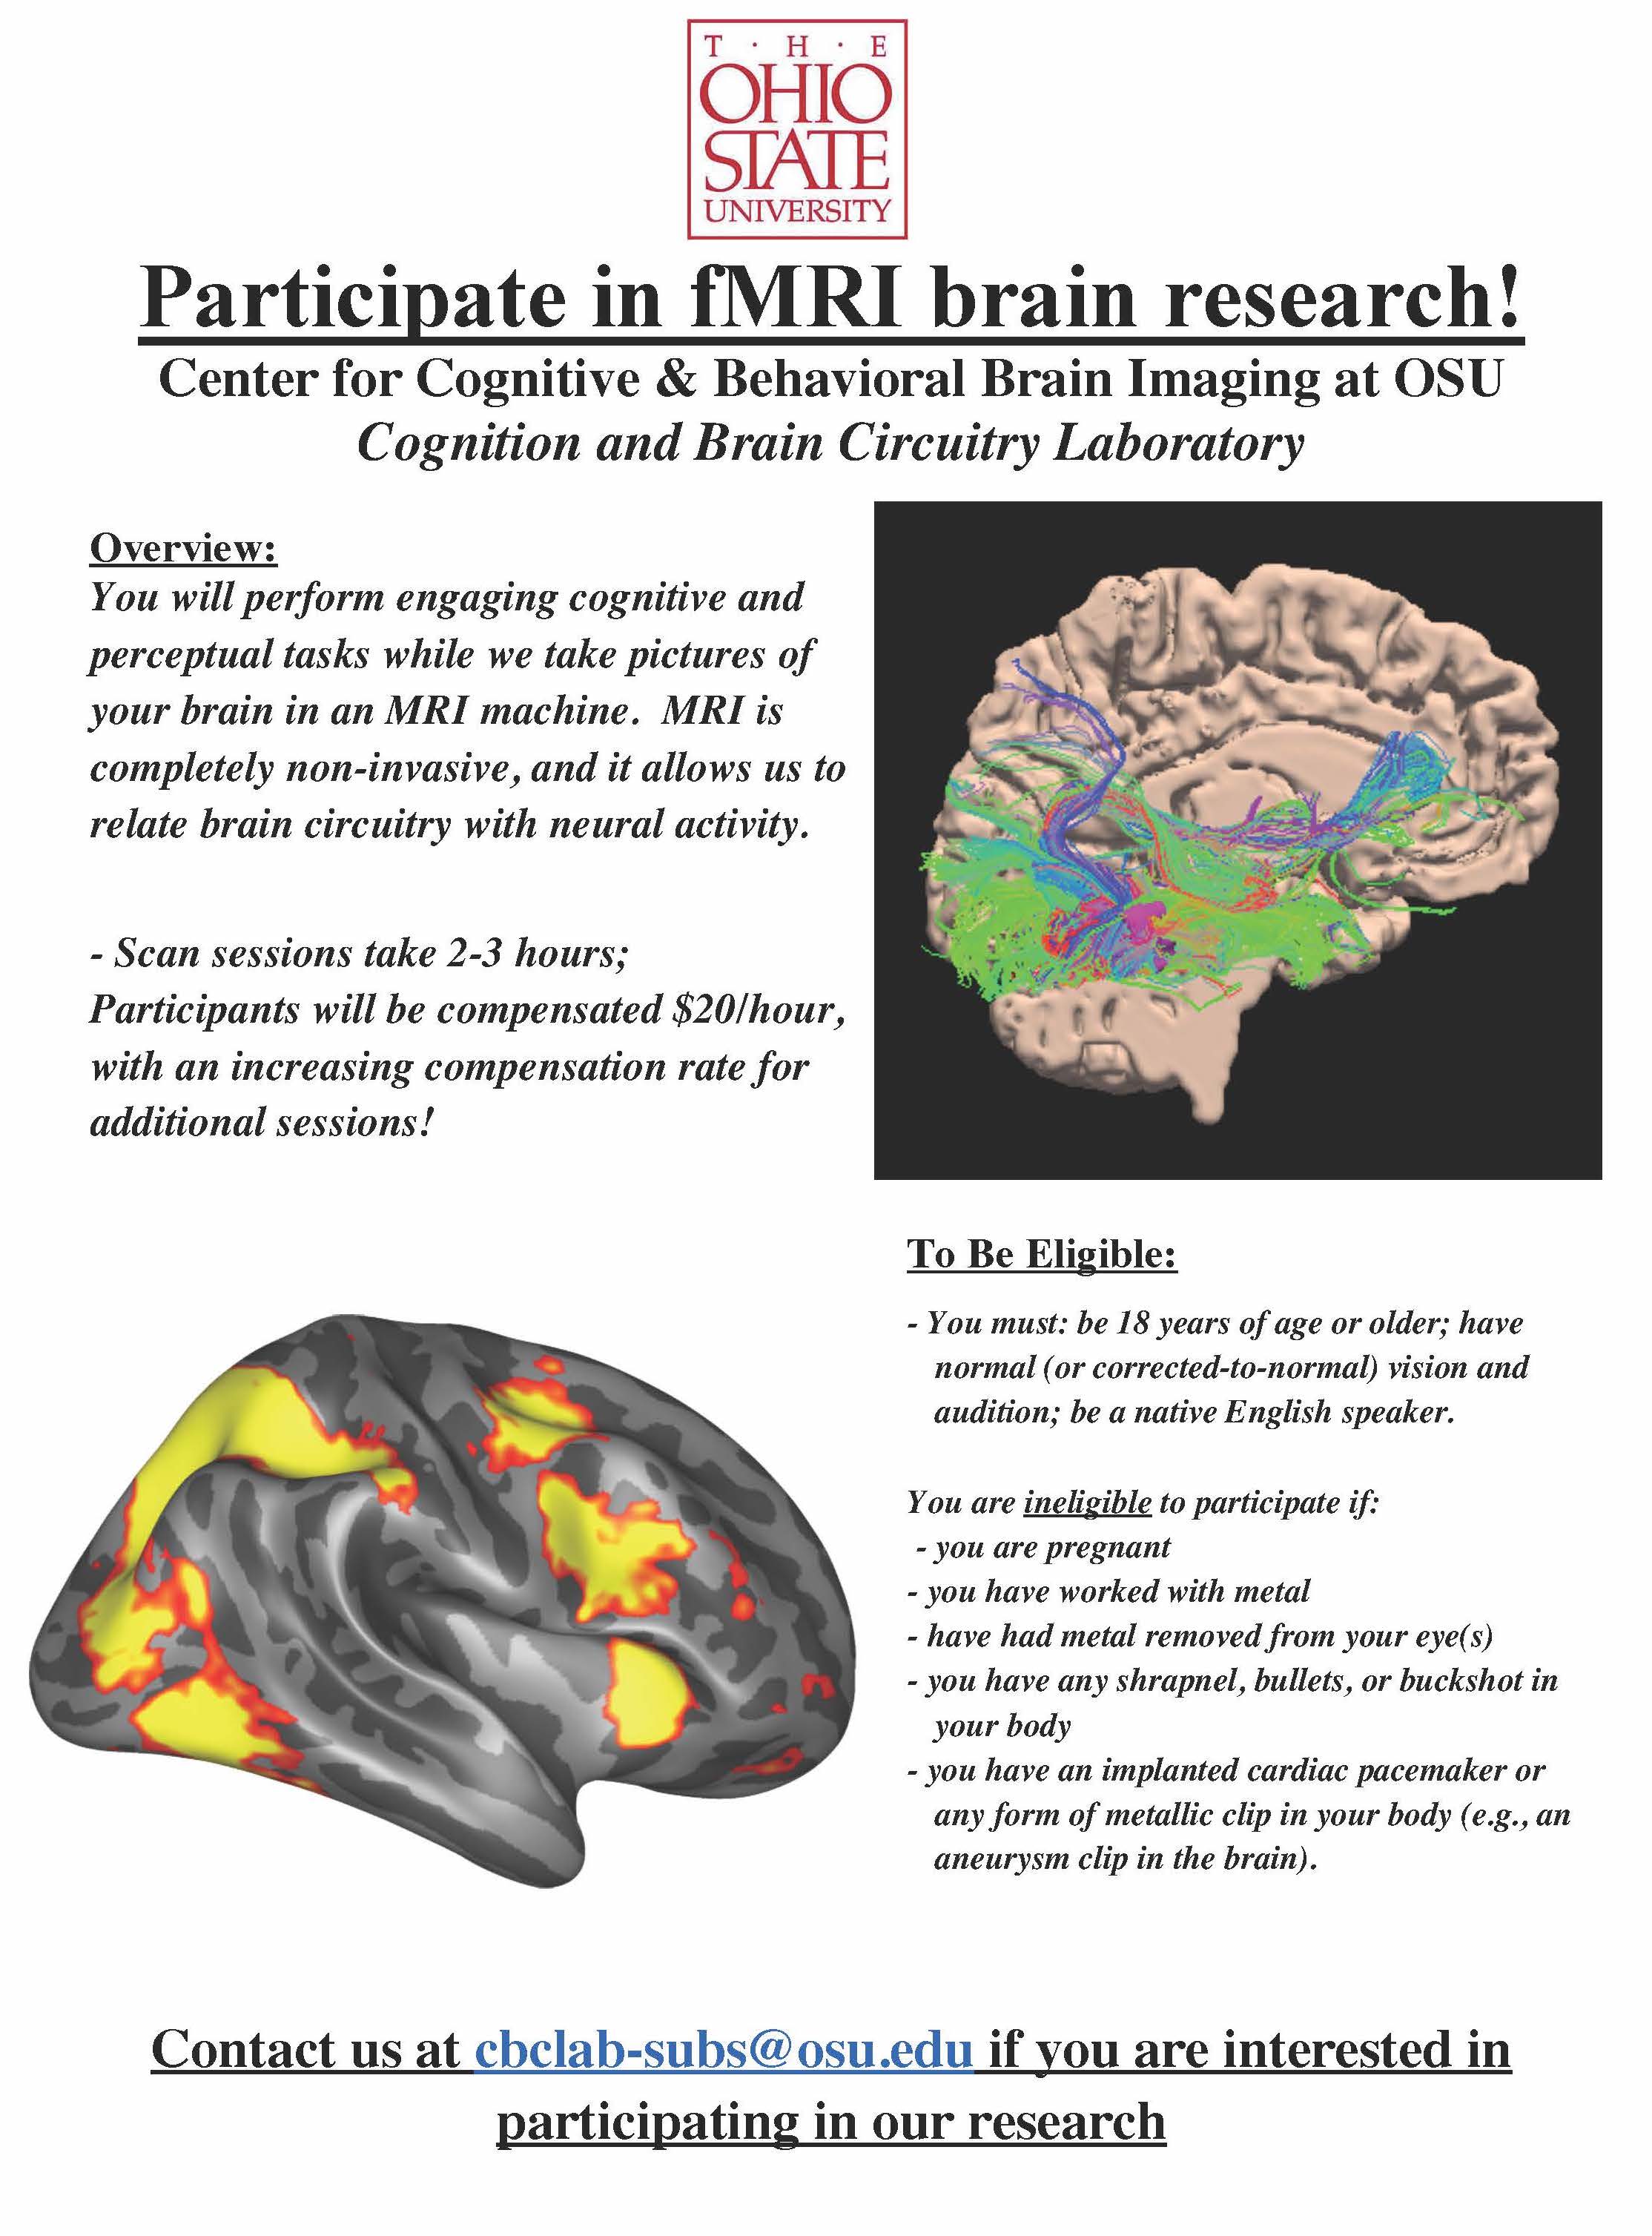 T · H · E
OHIO
STATE
UNIVERSITY
Participate in fMRI brain research!
Center for Cognitive & Behavioral Brain Imaging at OSU
Cognition and Brain Circuitry Laboratory
Overview:
You will perform engaging cognitive and
perceptual tasks while we take pictures of
your brain in an MRI machine.  MRI is
completely non-invasive, and it allows us to
relate brain circuitry with neural activity.
- Scan sessions take 2-3 hours;
Participants will be compensated $20/hour,
with an increasing compensation rate for
additional sessions!
To Be Eligible:
- You must: be 18 years of age or older; have
normal (or corrected-to-normal) vision and
audition; be a native English speaker.
You are ineligible to participate if:
- you are pregnant
- you have worked with metal
- have had metal removed from your eye(s)
- you have any shrapnel, bullets, or buckshot in
your body
- you have an implanted cardiac pacemaker or
any form of metallic clip in your body (e.g., an
aneurysm clip in the brain).
Contact us at cbclab-subs@osu.edu if you are interested in
participating in our research